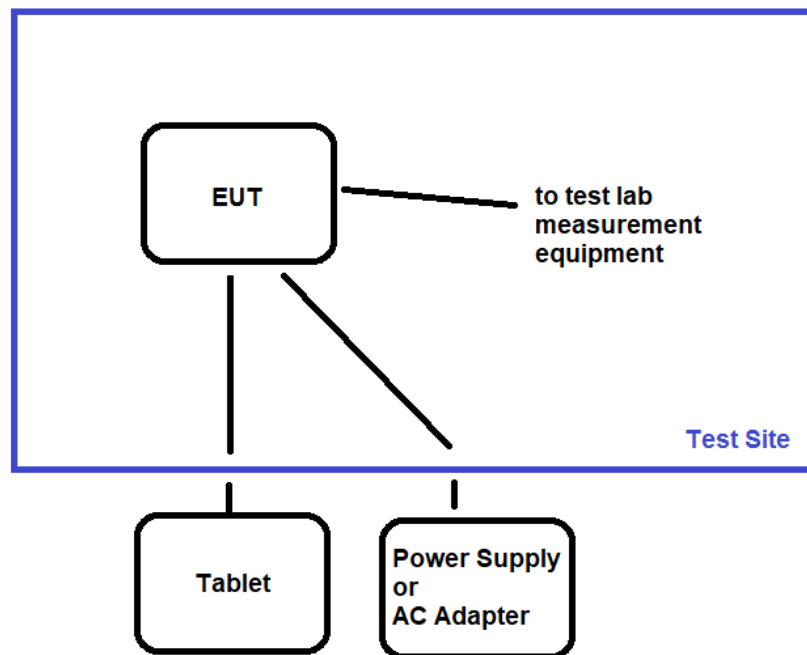 EUT
to test lab
measurement
equipment
Test Site
Tablet
Power Supply
or
AC Adapter